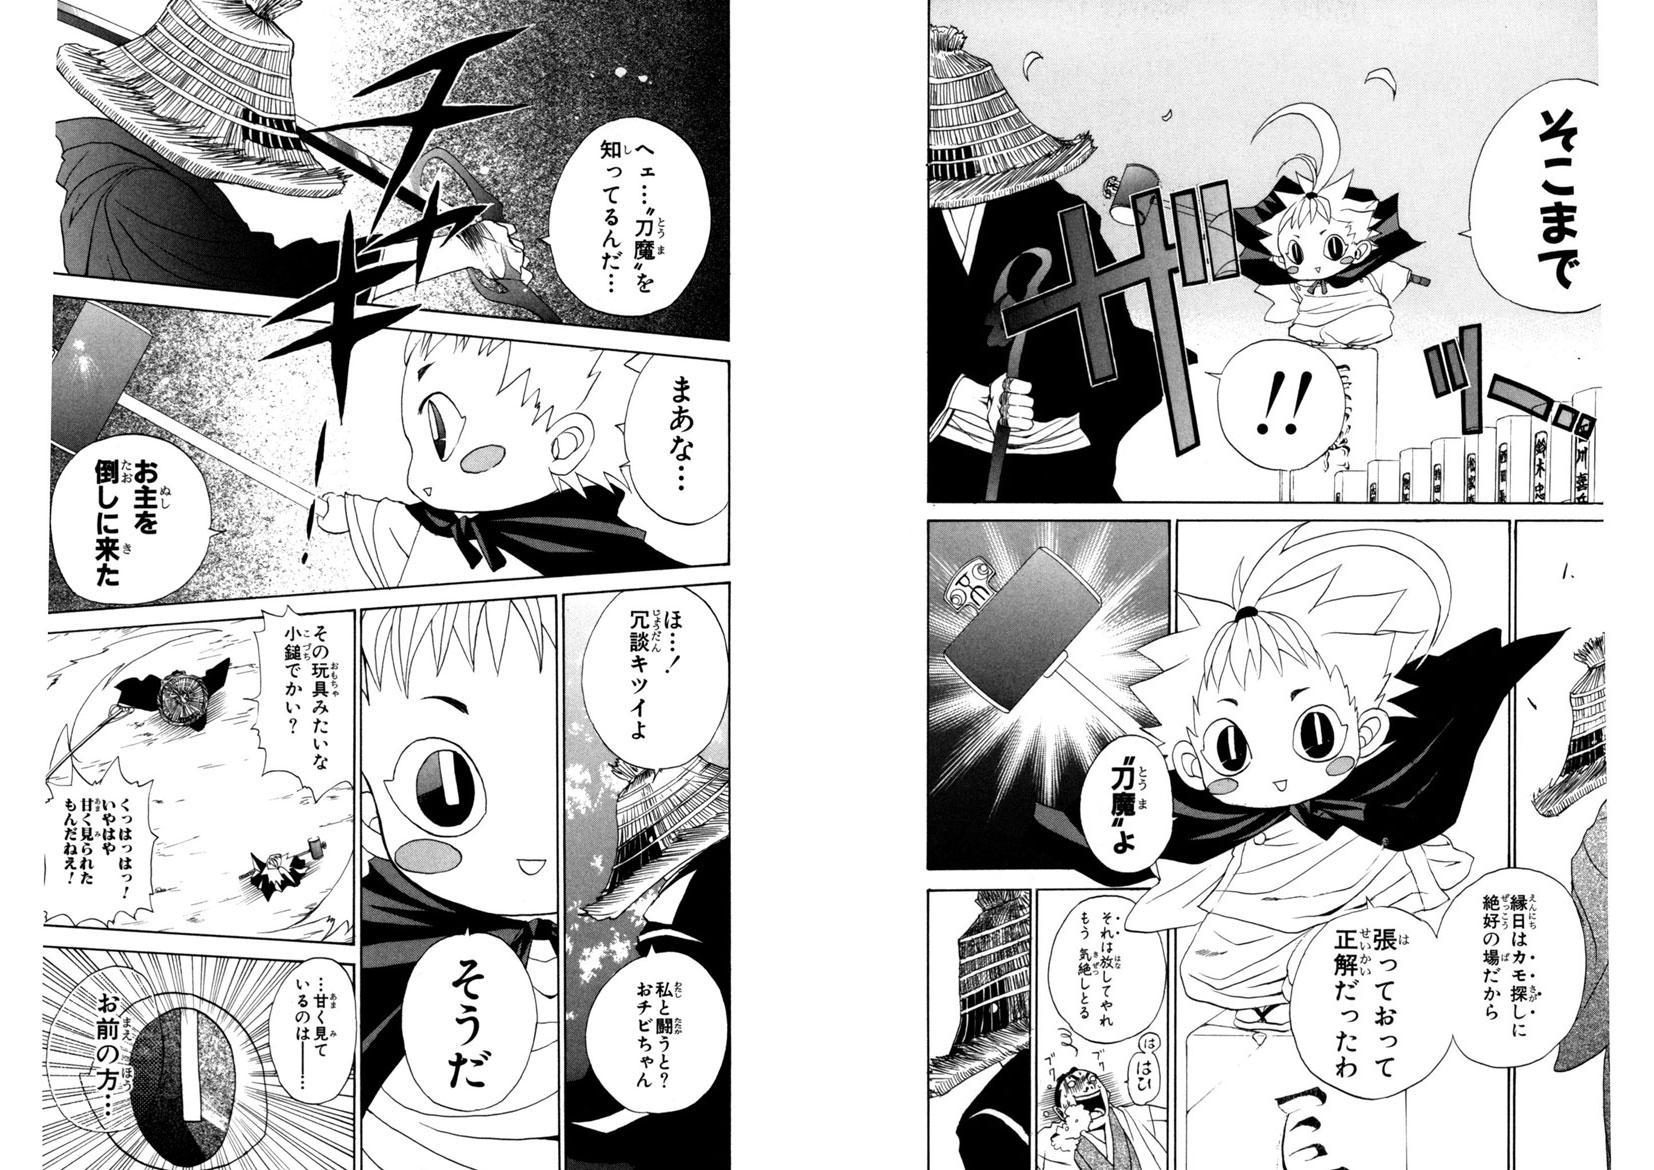 そこまで
!!
ザッ
鈴木忠
縁日はカモ探しに
絶好の場だから
張っておって
正解だったわ
〝刀魔〟よ
それは放してやれ
もう気絶しとる
は
はひ
ヘェ…〝刀魔〟を
知ってるんだ…
チャキ
まあな…
お主を
倒しに来た
ほ…!
冗談キツイよ
私と闘うと?
おチビちゃん
そうだ
その玩具みたいな
小鎚でかい?
くっはっはっ!
いやはや
甘く見られた
もんだねえ!
…甘く見て
いるのは――
お前の方…